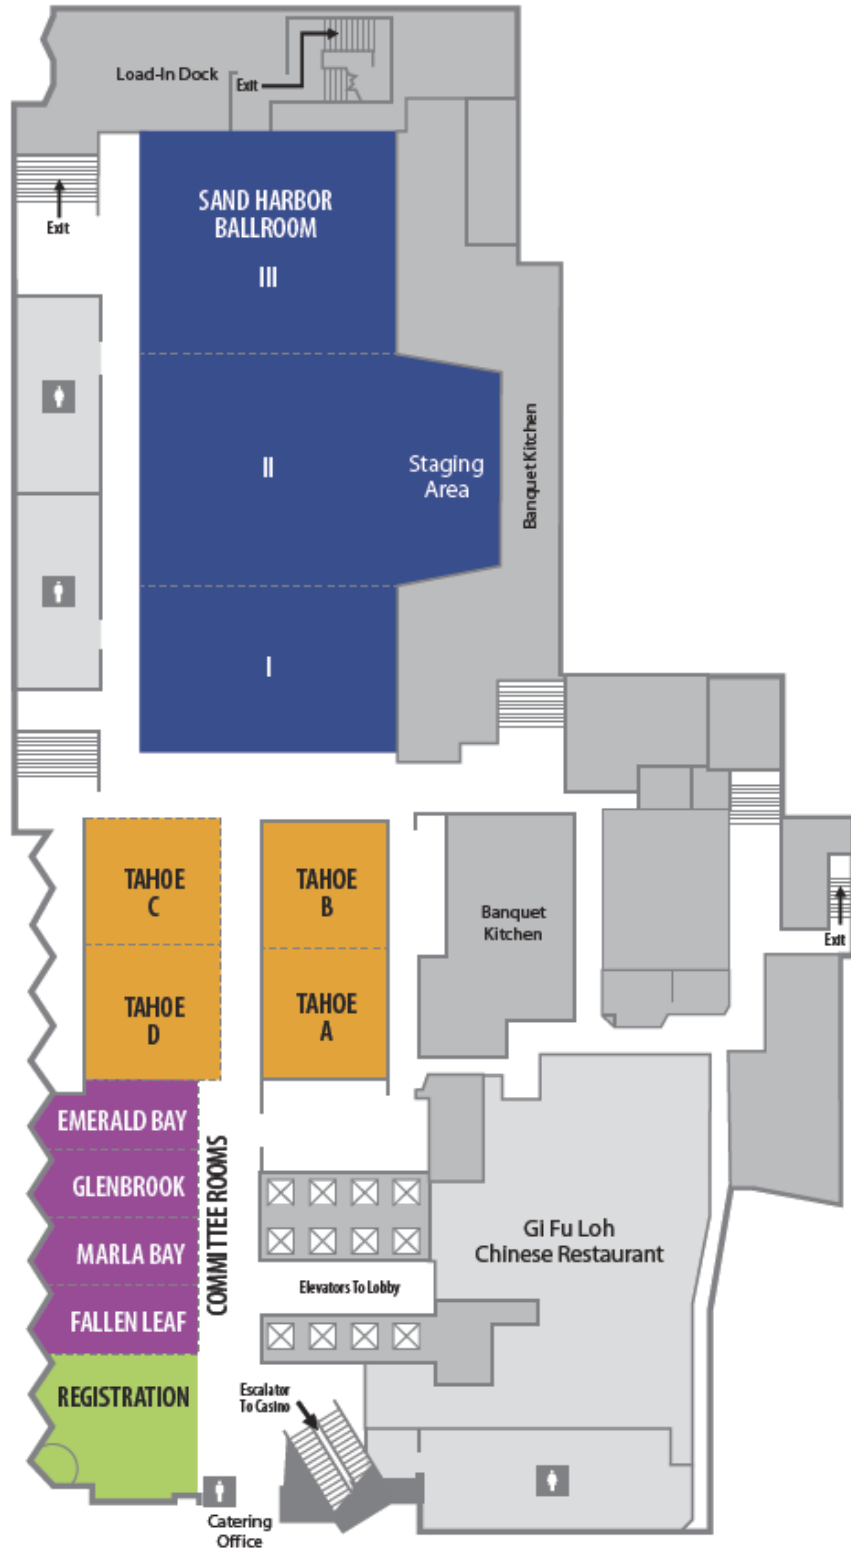 Load-In Dock
Exit
Exit
SAND HARBOR
BALLROOM
III
II
Staging
Area
Banquet Kitchen
I
TAHOE
C
TAHOE
B
Banquet
Kitchen
Exit
TAHOE
D
TAHOE
A
EMERALD BAY
GLENBROOK
MARLA BAY
FALLEN LEAF
COMMITTEE ROOMS
Gi Fu Loh
Chinese Restaurant
Elevators To Lobby
REGISTRATION
Escalator
To Casino
Catering
Office